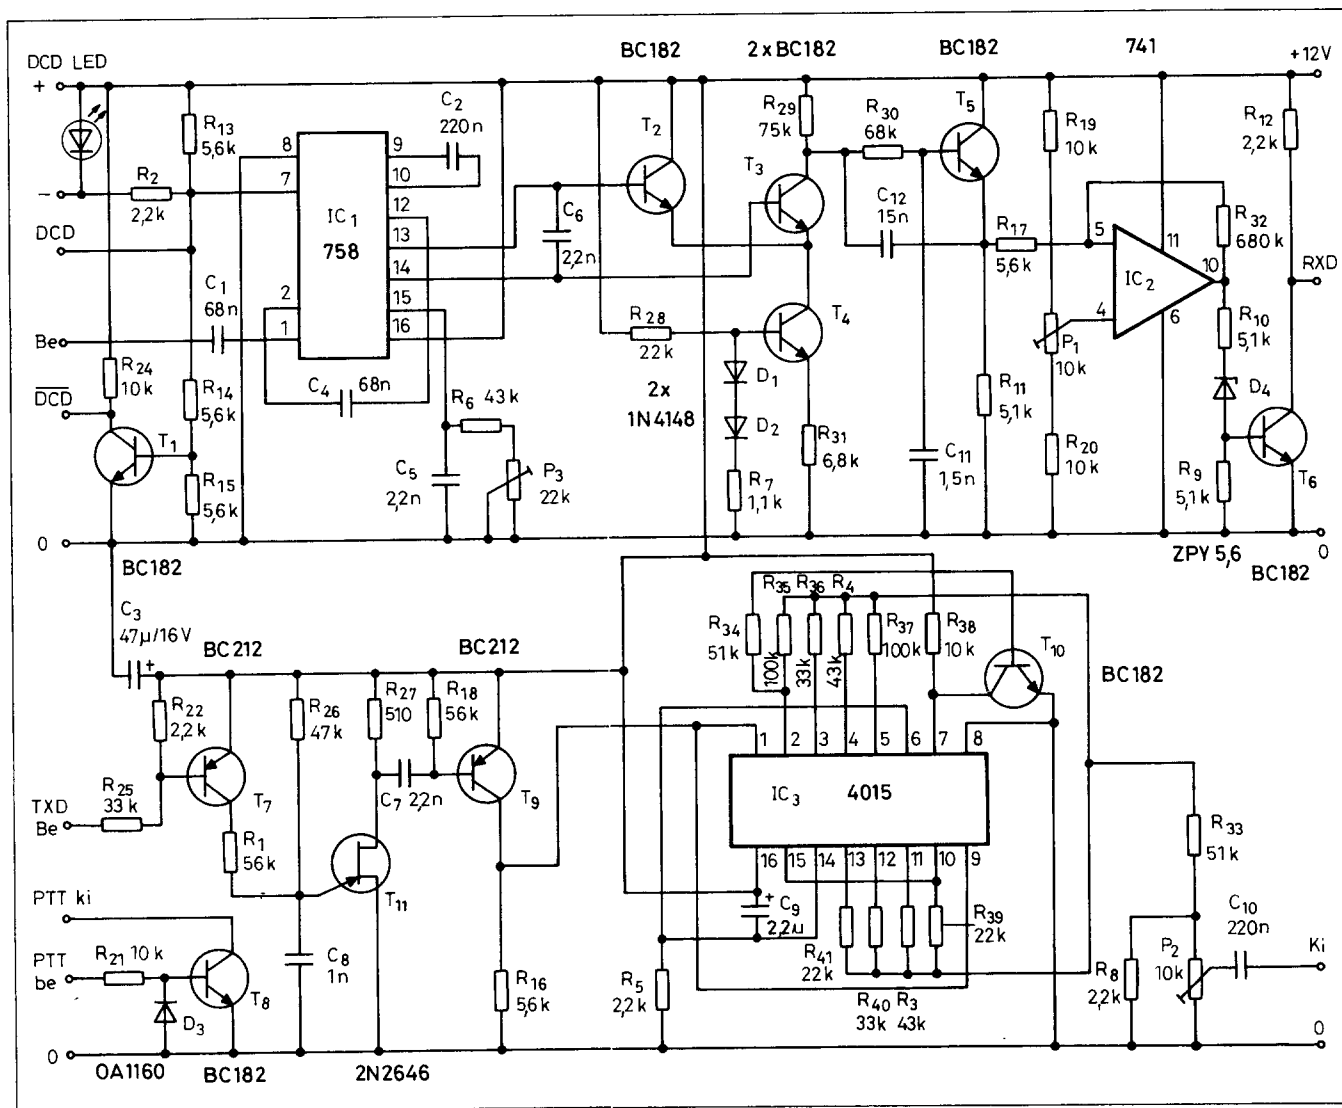 DCD LED
+
−
DCD
Be
DCD
0
R2
2,2k
R13
5,6k
C1
68n
R24
10k
T1
R14
5,6k
R15
5,6k
BC182
8
7
2
1
IC1
758
9
10
12
13
14
15
16
C2
220n
C4
68n
C6
2,2n
R6 43k
C5
2,2n
P3
22k
BC182
T2
2xBC182
R29
75k
T3
R28
22k
T4
2x
1N4148
D1
D2
R7
1,1k
R31
6,8k
R30
68k
C12
15n
BC182
T5
R17
5,6k
R11
5,1k
C11
1,5n
R19
10k
P1
10k
R20
10k
741
5
4
IC2
11
10
6
R32
680k
R10
5,1k
D4
R9
5,1k
ZPY 5,6
+12V
R12
2,2k
RXD
T6
BC182
0
C3
47µ/16V
+
BC212
R22
2,2k
R25
33k
TXD
Be
T7
R1
56k
R26
47k
R27
510
R18
56k
C7 2,2n
BC212
T9
T11
PTT ki
PTT
be
R21 10k
T8
D3
0
OA1160
BC182
C8
1n
2N2646
R16
5,6k
R34
51k
R35
100k
R36
33k
R4
43k
R37
100k
R38
10k
T10
BC182
1 2 3 4 5 6 7 8
IC3
4015
16 15 14 13 12 11 10 9
+
C9
2,2µ
R5
2,2k
R41
22k
R40
33k
R3
43k
R39
22k
R33
51k
R8
2,2k
P2
10k
C10
220n
Ki
0